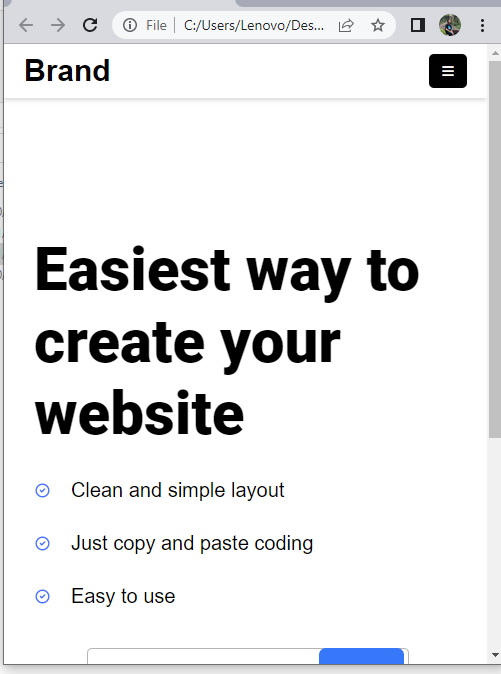 File
C:/Users/Lenovo/Des...
Brand
Easiest way to
create your
website
Clean and simple layout
Just copy and paste coding
Easy to use